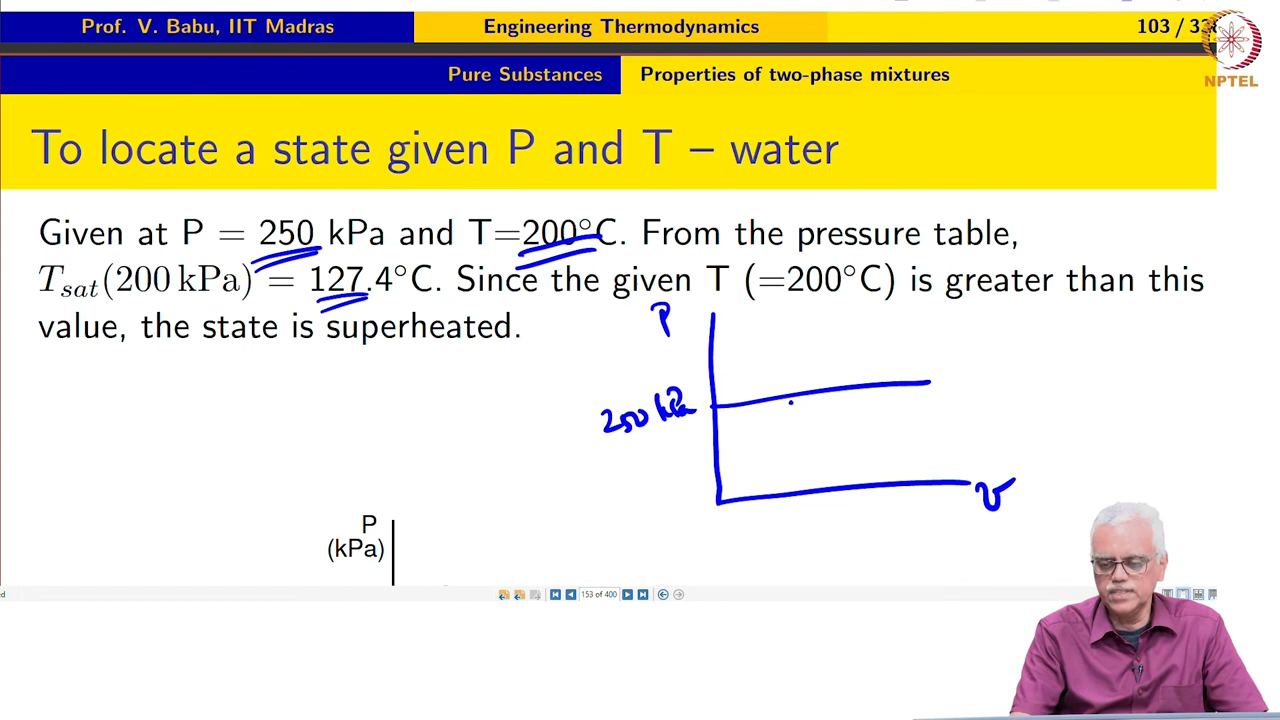 Prof. V. Babu, IIT Madras Engineering Thermodynamics 103 / 33
NPTEL
Pure Substances Properties of two-phase mixtures
To locate a state given P and T – water
Given at P = 250 kPa and T=200°C. From the pressure table,
T_sat(200 kPa) = 127.4°C. Since the given T (=200°C) is greater than this
value, the state is superheated.
P
250 kPa
v
P
(kPa)
153 of 400